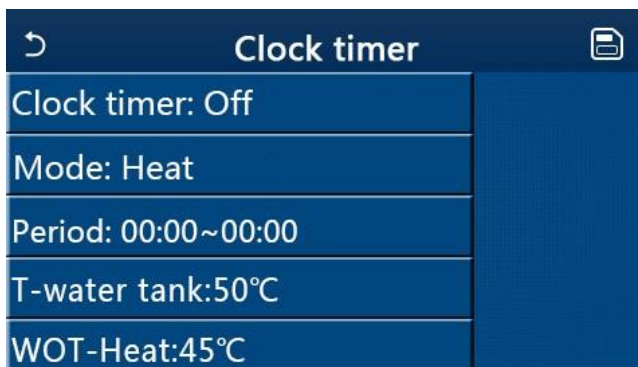 Clock timer
Clock timer: Off
Mode: Heat
Period: 00:00~00:00
T-water tank:50℃
WOT-Heat:45℃